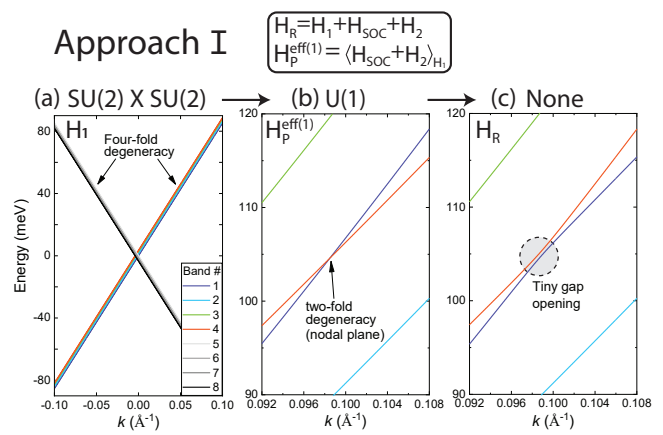 Approach I
H_R=H_1+H_SOC+H_2
H_P^eff(1)=⟨H_SOC+H_2⟩_H_1
(a) SU(2) X SU(2)
(b) U(1)
(c) None
H_1
Four-fold
degeneracy
Energy (meV)
80
40
0
-40
-80
-0.10
-0.05
0.00
0.05
0.10
k (Å⁻¹)
Band #
1
2
3
4
5
6
7
8
H_P^eff(1)
120
110
100
90
two-fold
degeneracy
(nodal plane)
0.092
0.096
0.100
0.104
0.108
k (Å⁻¹)
H_R
120
110
100
90
Tiny gap
opening
0.092
0.096
0.100
0.104
0.108
k (Å⁻¹)